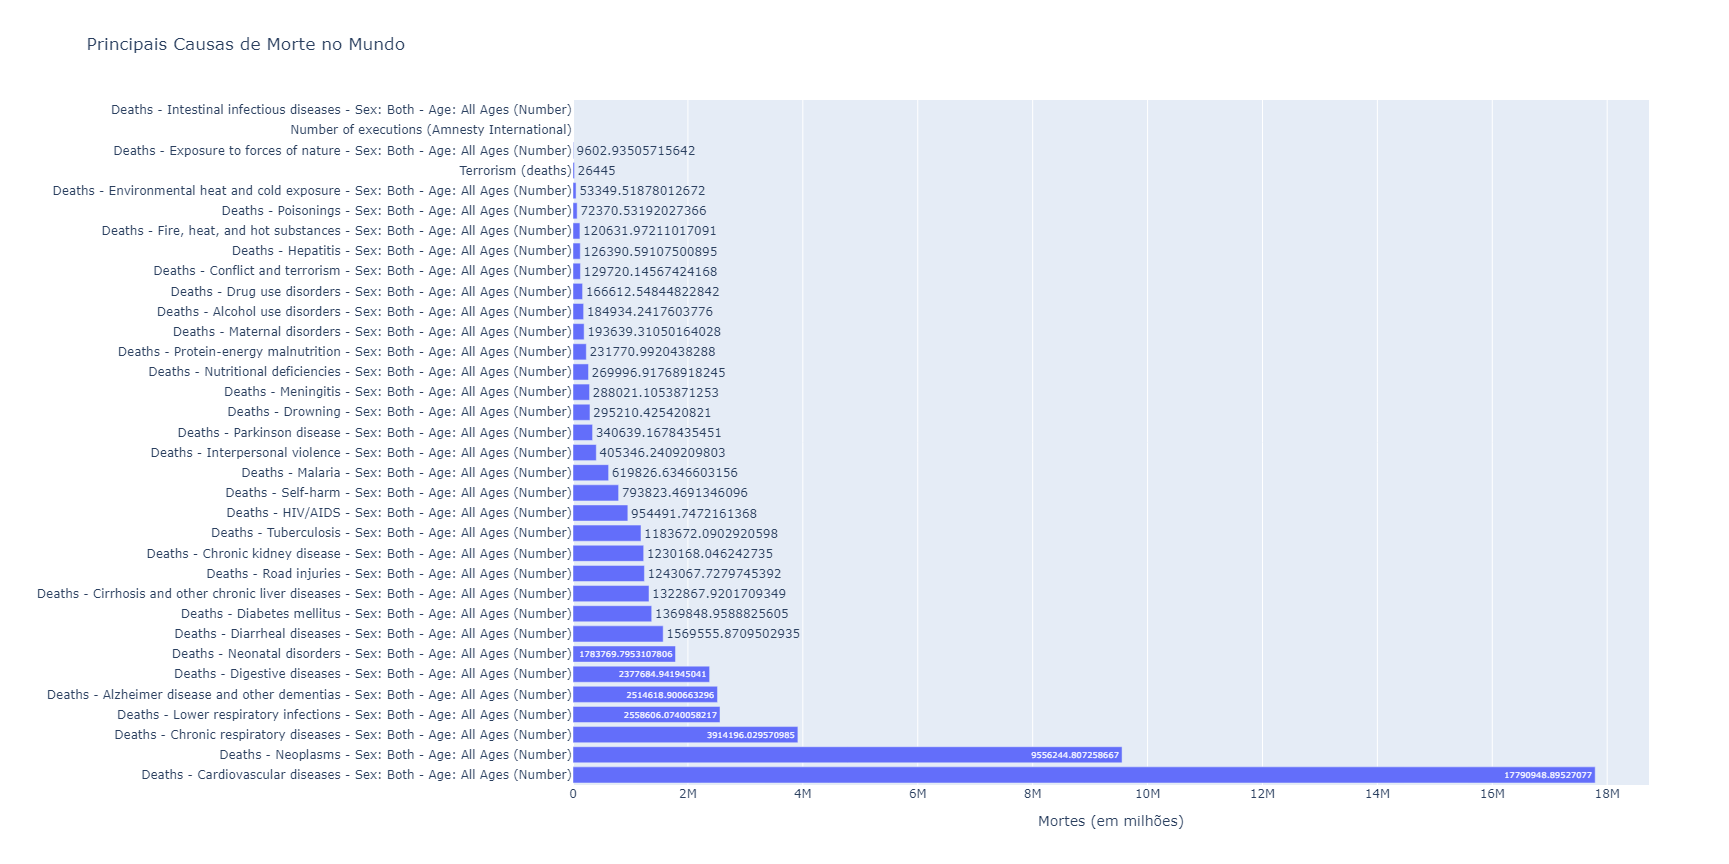 Principais Causas de Morte no Mundo
Deaths - Intestinal infectious diseases - Sex: Both - Age: All Ages (Number)
Number of executions (Amnesty International)
Deaths - Exposure to forces of nature - Sex: Both - Age: All Ages (Number) 9602.93505715642
Terrorism (deaths) 26445
Deaths - Environmental heat and cold exposure - Sex: Both - Age: All Ages (Number) 53349.51878012672
Deaths - Poisonings - Sex: Both - Age: All Ages (Number) 72370.53192027366
Deaths - Fire, heat, and hot substances - Sex: Both - Age: All Ages (Number) 120631.97211017091
Deaths - Hepatitis - Sex: Both - Age: All Ages (Number) 126390.59107500895
Deaths - Conflict and terrorism - Sex: Both - Age: All Ages (Number) 129720.14567424168
Deaths - Drug use disorders - Sex: Both - Age: All Ages (Number) 166612.54844822842
Deaths - Alcohol use disorders - Sex: Both - Age: All Ages (Number) 184934.2417603776
Deaths - Maternal disorders - Sex: Both - Age: All Ages (Number) 193639.31050164028
Deaths - Protein-energy malnutrition - Sex: Both - Age: All Ages (Number) 231770.9920438288
Deaths - Nutritional deficiencies - Sex: Both - Age: All Ages (Number) 269996.91768918245
Deaths - Meningitis - Sex: Both - Age: All Ages (Number) 288021.1053871253
Deaths - Drowning - Sex: Both - Age: All Ages (Number) 295210.425420821
Deaths - Parkinson disease - Sex: Both - Age: All Ages (Number) 340639.1678435451
Deaths - Interpersonal violence - Sex: Both - Age: All Ages (Number) 405346.2409209803
Deaths - Malaria - Sex: Both - Age: All Ages (Number) 619826.6346603156
Deaths - Self-harm - Sex: Both - Age: All Ages (Number) 793823.4691346096
Deaths - HIV/AIDS - Sex: Both - Age: All Ages (Number) 954491.7472161368
Deaths - Tuberculosis - Sex: Both - Age: All Ages (Number) 1183672.0902920598
Deaths - Chronic kidney disease - Sex: Both - Age: All Ages (Number) 1230168.046242735
Deaths - Road injuries - Sex: Both - Age: All Ages (Number) 1243067.7279745392
Deaths - Cirrhosis and other chronic liver diseases - Sex: Both - Age: All Ages (Number) 1322867.9201709349
Deaths - Diabetes mellitus - Sex: Both - Age: All Ages (Number) 1369848.9588825605
Deaths - Diarrheal diseases - Sex: Both - Age: All Ages (Number) 1569555.8709502935
Deaths - Neonatal disorders - Sex: Both - Age: All Ages (Number) 1783769.7953107806
Deaths - Digestive diseases - Sex: Both - Age: All Ages (Number) 2377684.941945041
Deaths - Alzheimer disease and other dementias - Sex: Both - Age: All Ages (Number) 2514618.900663296
Deaths - Lower respiratory infections - Sex: Both - Age: All Ages (Number) 2558606.0740058217
Deaths - Chronic respiratory diseases - Sex: Both - Age: All Ages (Number) 3914196.029570985
Deaths - Neoplasms - Sex: Both - Age: All Ages (Number) 9556244.807258667
Deaths - Cardiovascular diseases - Sex: Both - Age: All Ages (Number) 17790948.89527077
0 2M 4M 6M 8M 10M 12M 14M 16M 18M
Mortes (em milhões)